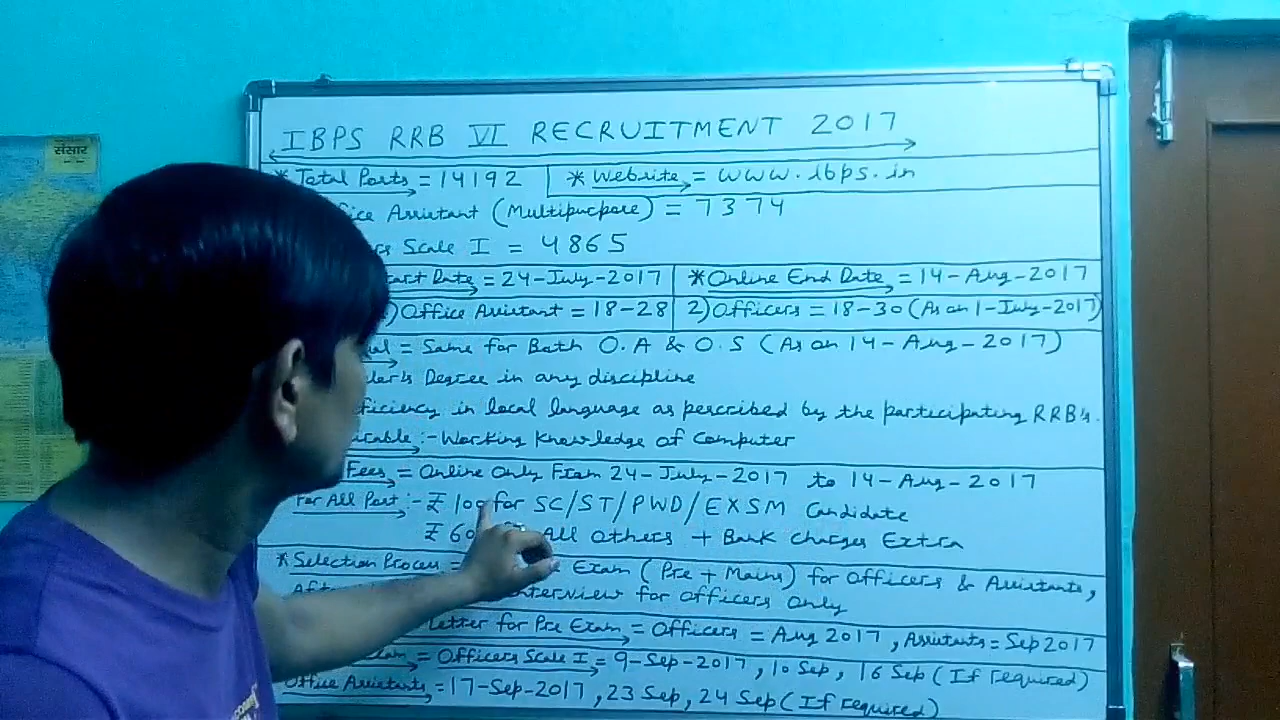 संसार
IBPS RRB VI RECRUITMENT 2017
* Total Posts = 14192 * Website = www.ibps.in
Assistant (Multipurpose) = 7374
Scale I = 4865
Date = 24-July-2017 * Online End Date = 14-Aug-2017
) Office Assistant = 18-28 2) Officers = 18-30 (As on 1-July-2017)
= Same for Both O.A & O.S (As on 14-Aug-2017)
Degree in any discipline
in local language as perscribed by the participating RRB's.
:- Working Knowledge of Computer
Fees = Online Only From 24-July-2017 to 14-Aug-2017
For All Post :- ₹ 100 for SC/ST/PWD/EXSM Candidate
₹ 60 All Others + Bank Charges Extra
* Selection Process = Exam (Pre + Mains) for Officers & Assistants,
for Officers Only
Letter for Pre Exam = Officers = Aug 2017, Assistants = Sep 2017
= Officers Scale I = 9-Sep-2017, 10 Sep, 16 Sep (If required)
Office Assistants = 17-Sep-2017, 23 Sep, 24 Sep (If required)